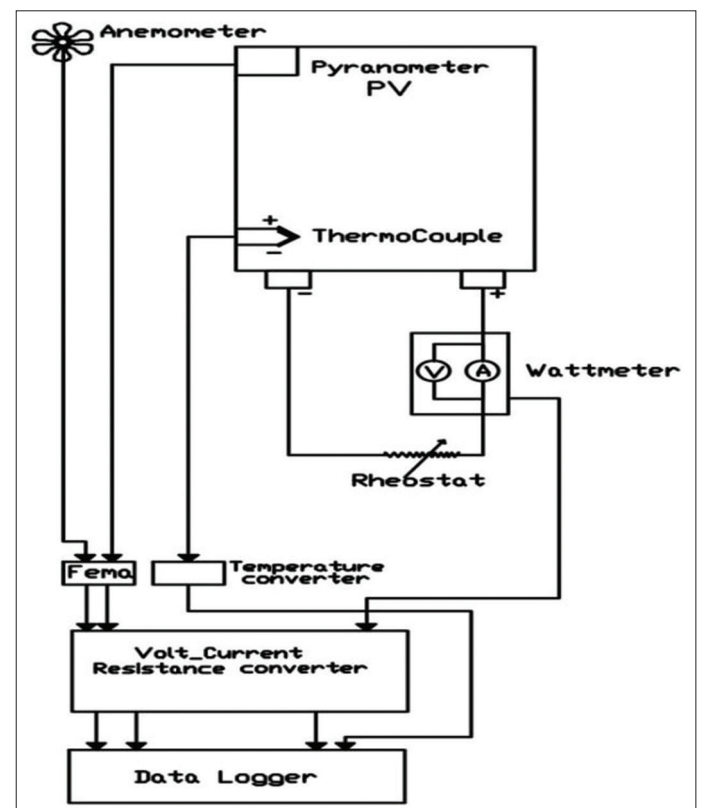 Anemometer
Pyranometer
PV
+
ThermoCouple
−
−
+
V
A
Wattmeter
Rheostat
Fema
Temperature
converter
Volt_Current
Resistance converter
Data Logger